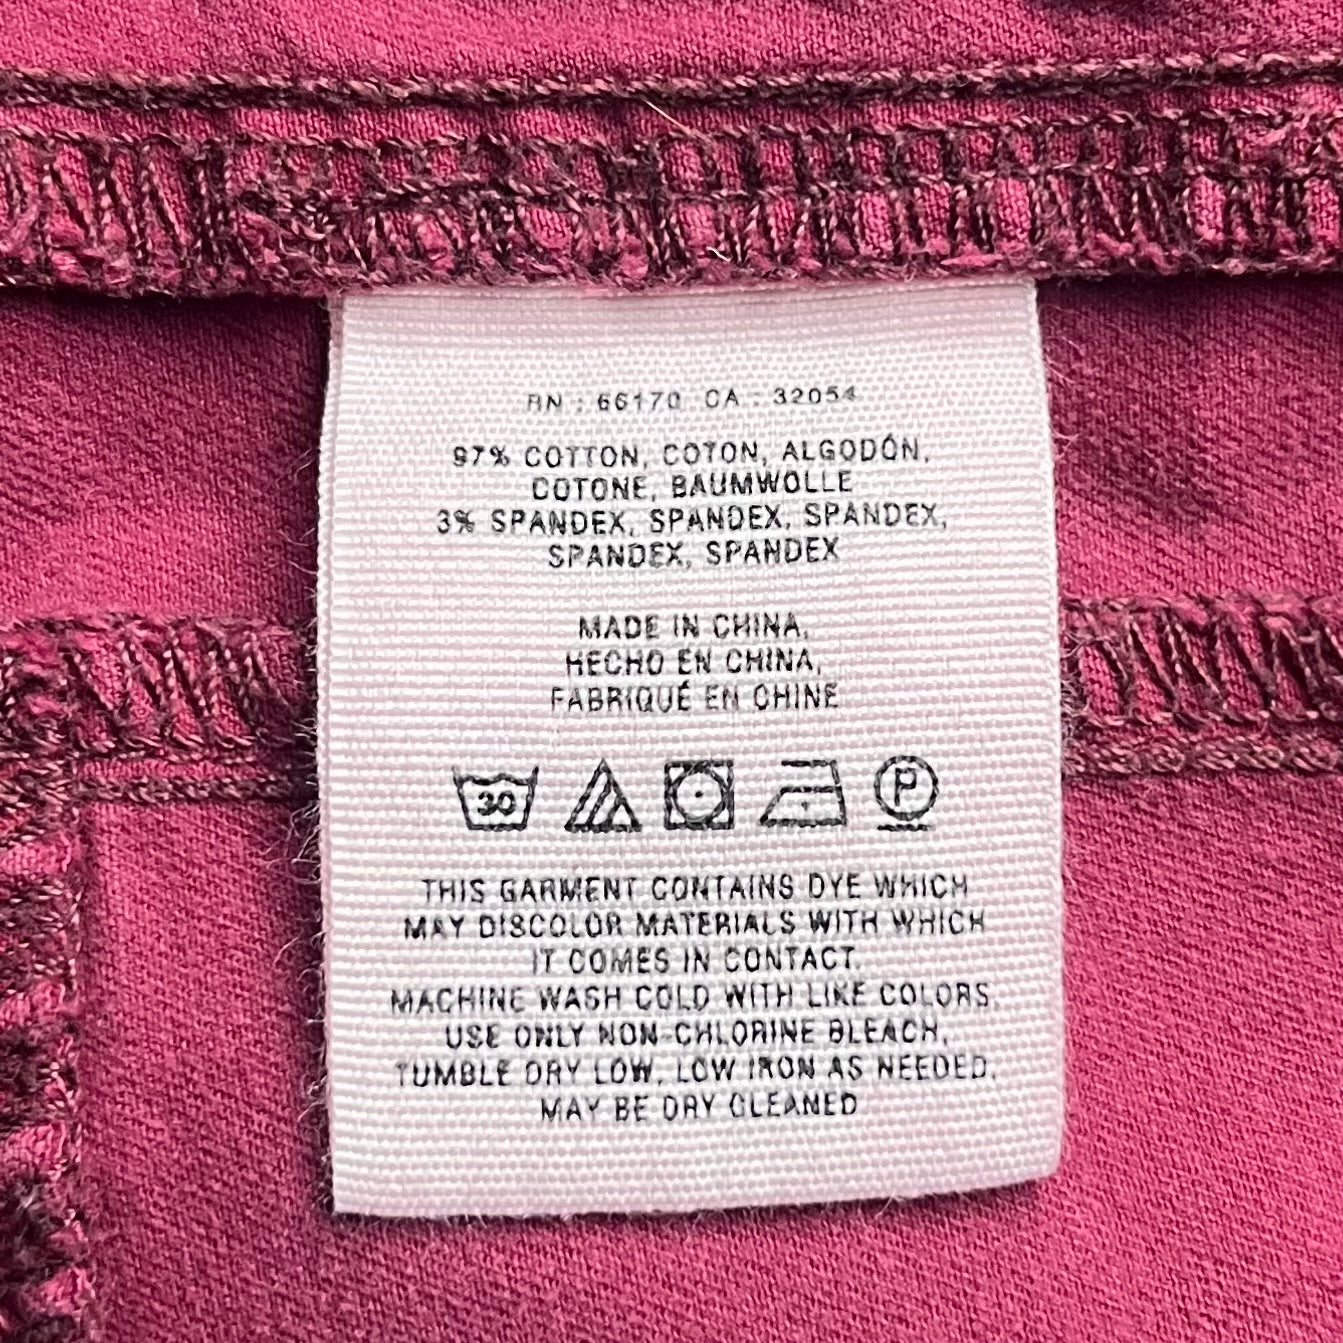 RN : 66170 CA : 32054
97% COTTON, COTON, ALGODÓN,
COTONE, BAUMWOLLE
3% SPANDEX, SPANDEX, SPANDEX,
SPANDEX, SPANDEX
MADE IN CHINA,
HECHO EN CHINA,
FABRIQUÉ EN CHINE
30 P
THIS GARMENT CONTAINS DYE WHICH
MAY DISCOLOR MATERIALS WITH WHICH
IT COMES IN CONTACT.
MACHINE WASH COLD WITH LIKE COLORS,
USE ONLY NON-CHLORINE BLEACH,
TUMBLE DRY LOW, LOW IRON AS NEEDED,
MAY BE DRY CLEANED